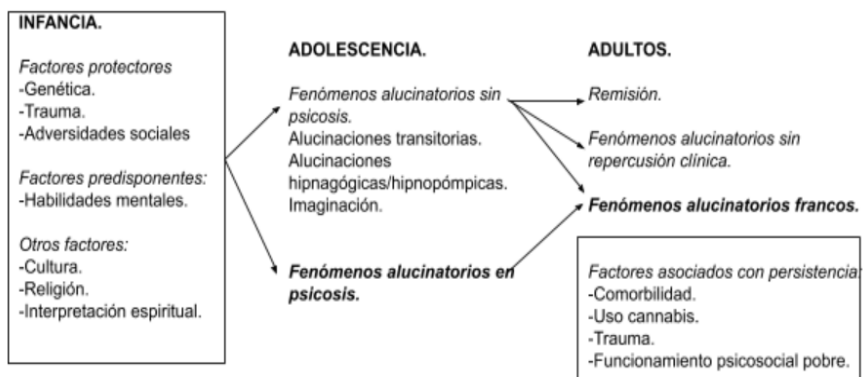 INFANCIA.
Factores protectores
-Genética.
-Trauma.
-Adversidades sociales
Factores predisponentes:
-Habilidades mentales.
Otros factores:
-Cultura.
-Religión.
-Interpretación espiritual.
ADOLESCENCIA.
Fenómenos alucinatorios sin
psicosis.
Alucinaciones transitorias.
Alucinaciones
hipnagógicas/hipnopómpicas.
Imaginación.
Fenómenos alucinatorios en
psicosis.
ADULTOS.
Remisión.
Fenómenos alucinatorios sin
repercusión clínica.
Fenómenos alucinatorios francos.
Factores asociados con persistencia:
-Comorbilidad.
-Uso cannabis.
-Trauma.
-Funcionamiento psicosocial pobre.